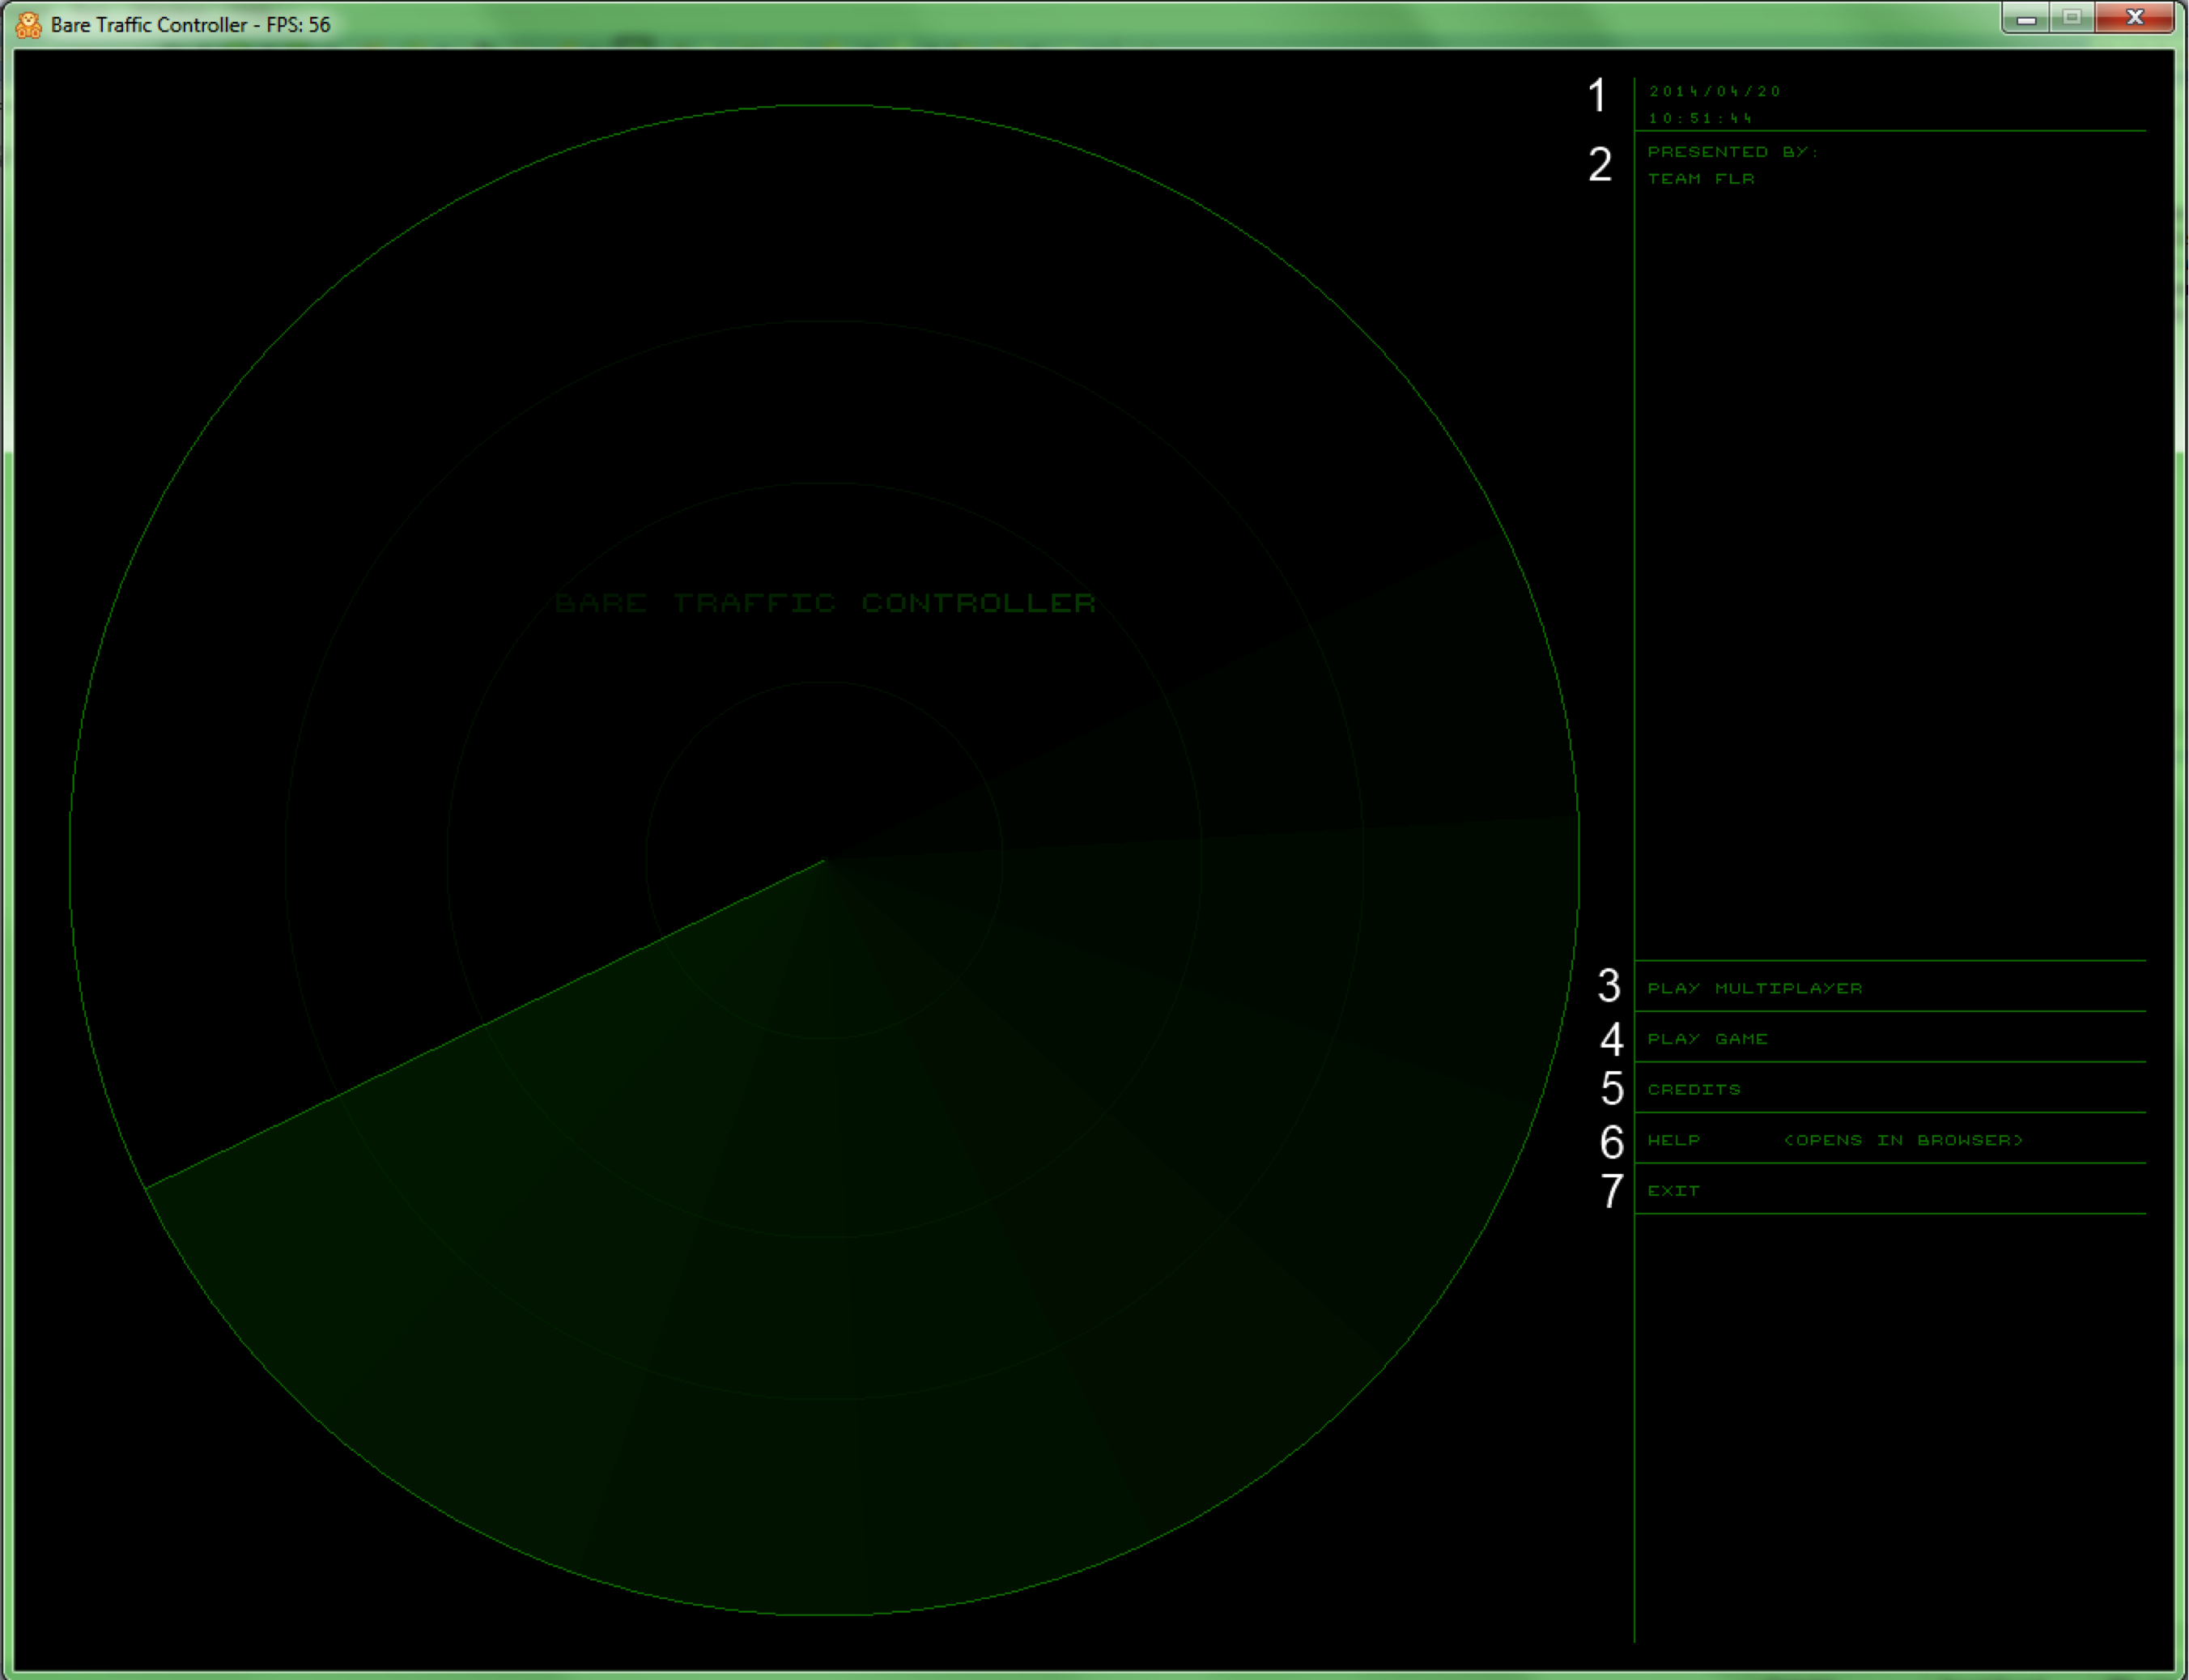 Bare Traffic Controller - FPS: 56
1 2014/04/20
10:51:44
2 PRESENTED BY:
TEAM FLR
BARE TRAFFIC CONTROLLER
3 PLAY MULTIPLAYER
4 PLAY GAME
5 CREDITS
6 HELP (OPENS IN BROWSER)
7 EXIT